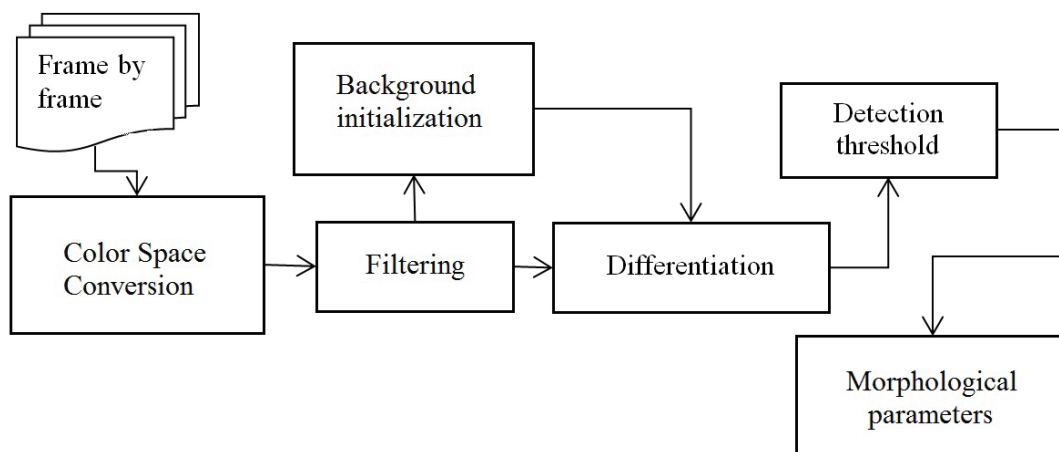 Frame by
frame
Color Space
Conversion
Background
initialization
Filtering
Differentiation
Detection
threshold
Morphological
parameters